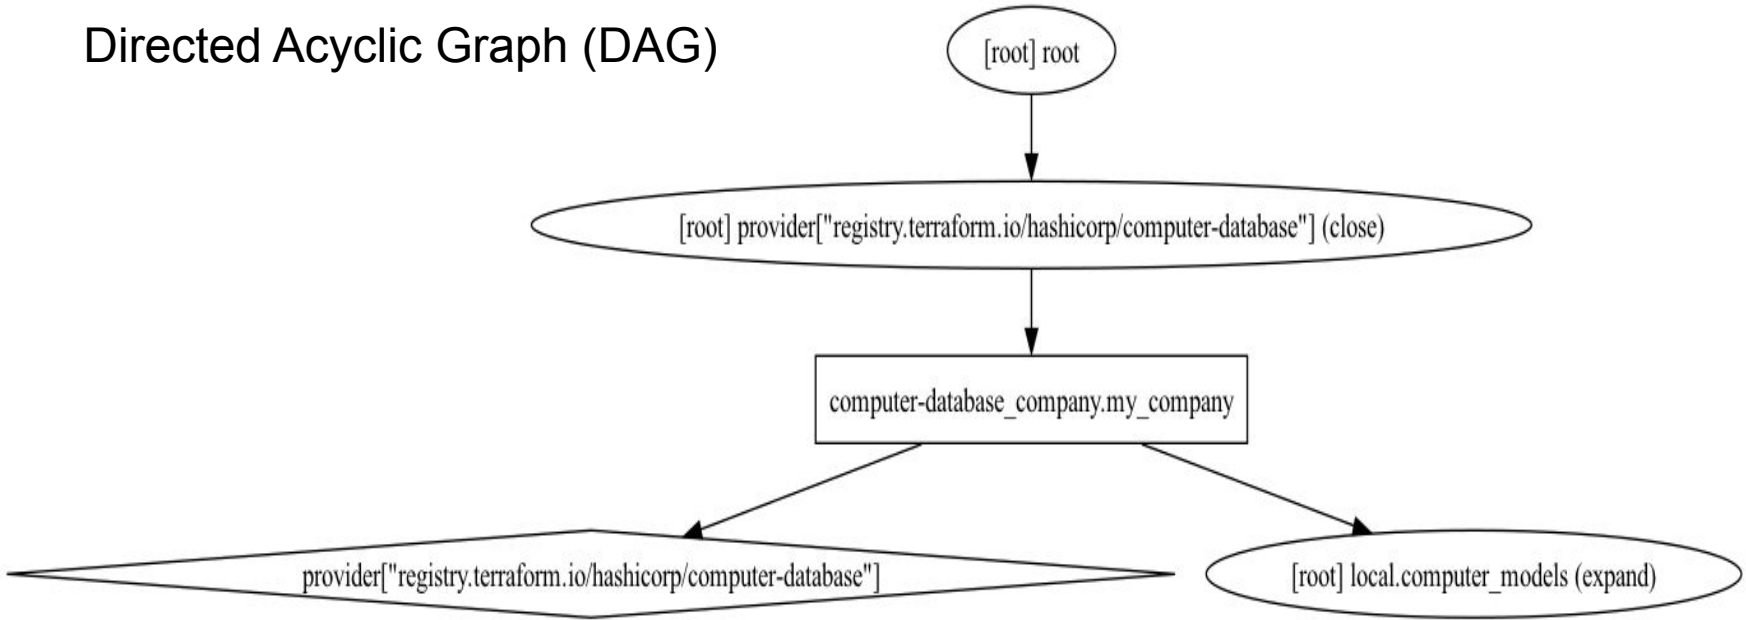 Directed Acyclic Graph (DAG)
[root] root
[root] provider["registry.terraform.io/hashicorp/computer-database"] (close)
computer-database_company.my_company
provider["registry.terraform.io/hashicorp/computer-database"]
[root] local.computer_models (expand)